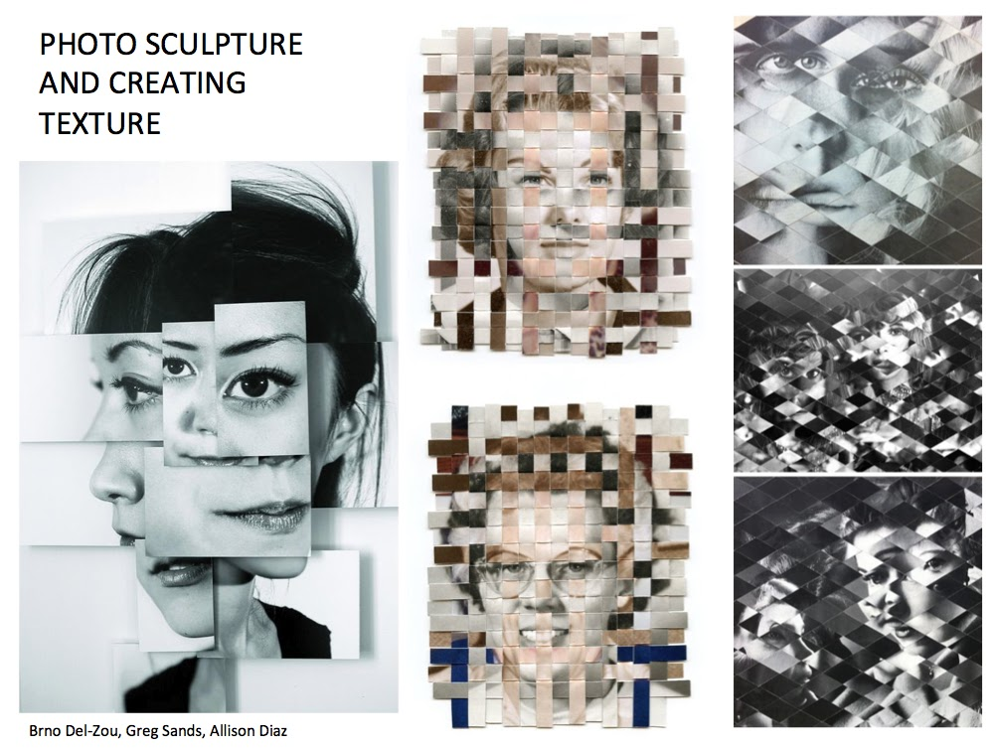 PHOTO SCULPTURE
AND CREATING
TEXTURE
Brno Del-Zou, Greg Sands, Allison Diaz